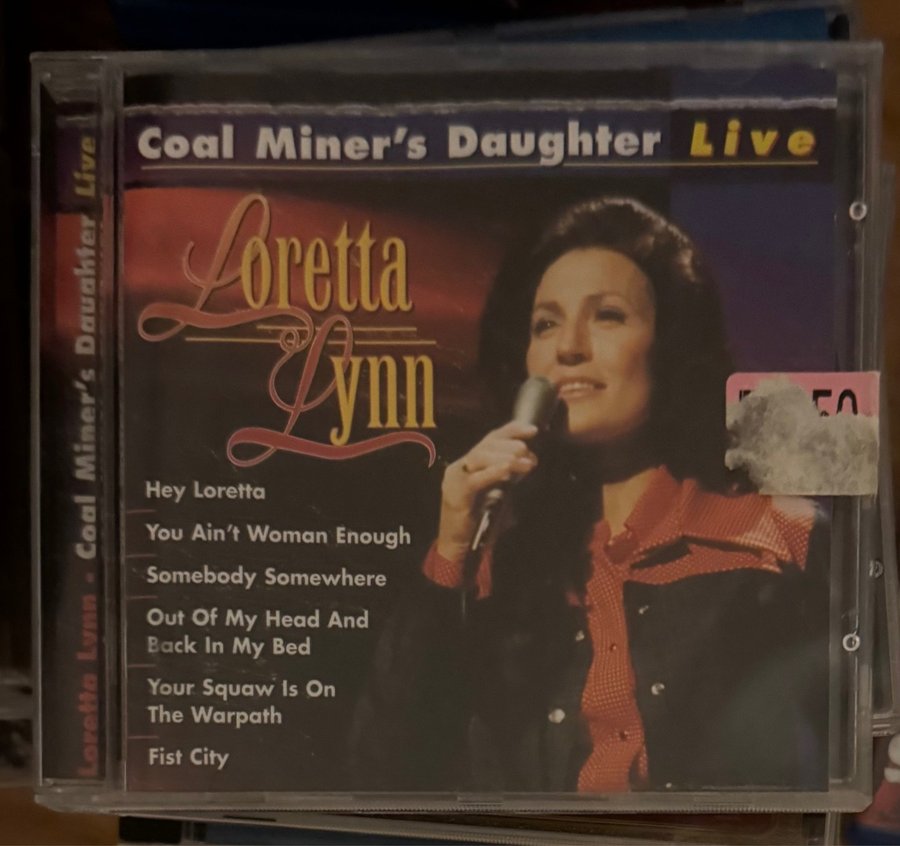 Coal Miner's Daughter Live
Loretta
Lynn
Hey Loretta
You Ain't Woman Enough
Somebody Somewhere
Out Of My Head And
Back In My Bed
Your Squaw Is On
The Warpath
Fist City
Loretta Lynn - Coal Miner's Daughter Live